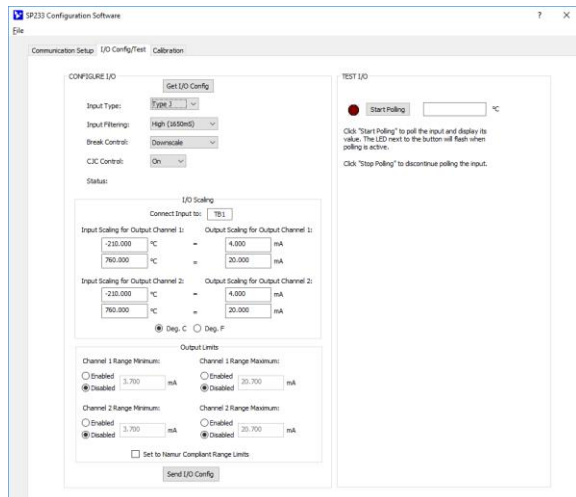 SP233 Configuration Software
? ×
File
Communication Setup I/O Config/Test Calibration
CONFIGURE I/O
Get I/O Config
Input Type: Type J
Input Filtering: High (1650mS)
Break Control: Downscale
CJC Control: On
Status:
I/O Scaling
Connect Input to: TB1
Input Scaling for Output Channel 1: Output Scaling for Output Channel 1:
-210.000 °C = 4.000 mA
760.000 °C = 20.000 mA
Input Scaling for Output Channel 2: Output Scaling for Output Channel 2:
-210.000 °C = 4.000 mA
760.000 °C = 20.000 mA
Deg. C Deg. F
Output Limits
Channel 1 Range Minimum: Channel 1 Range Maximum:
Enabled Enabled
Disabled 3.700 mA Disabled 20.700 mA
Channel 2 Range Minimum: Channel 2 Range Maximum:
Enabled Enabled
Disabled 3.700 mA Disabled 20.700 mA
Set to Namur Compliant Range Limits
Send I/O Config
TEST I/O
Start Polling °C
Click "Start Polling" to poll the input and display its
value. The LED next to the button will flash when
polling is active.
Click "Stop Polling" to discontinue polling the input.